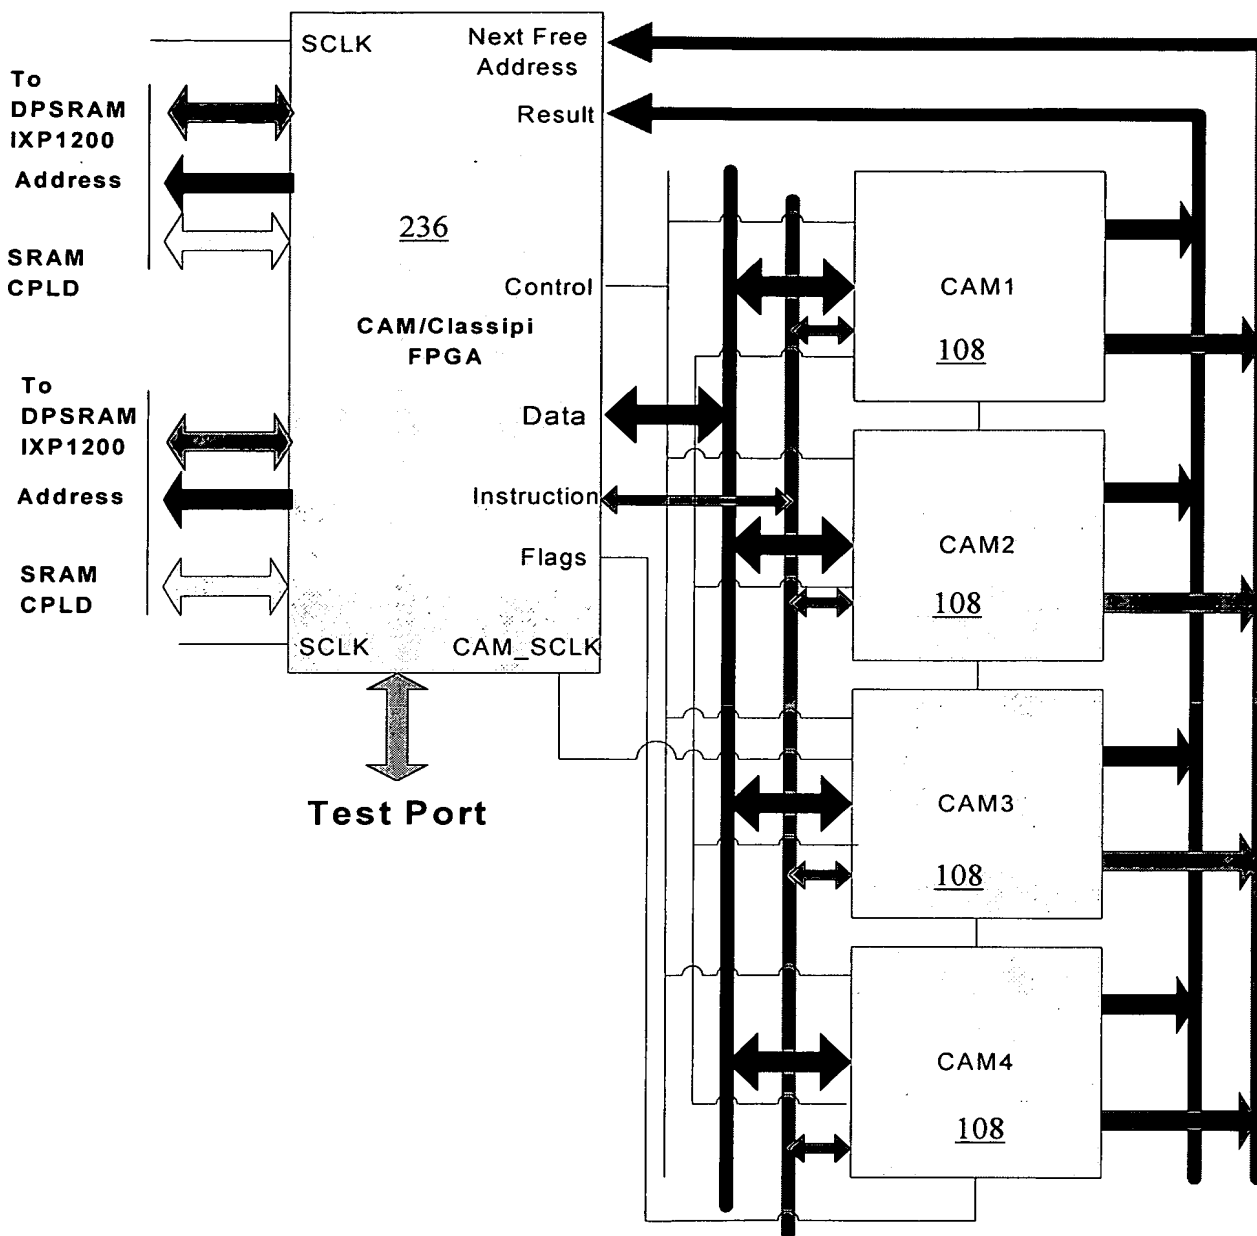 SCLK
Next Free
Address
To
DPSRAM
IXP1200
Result
Address
236
SRAM
CPLD
Control
CAM/Classipi
FPGA
To
DPSRAM
IXP1200
Data
Address
Instruction
Flags
SRAM
CPLD
SCLK
CAM_SCLK
Test Port
CAM1
108
CAM2
108
CAM3
108
CAM4
108